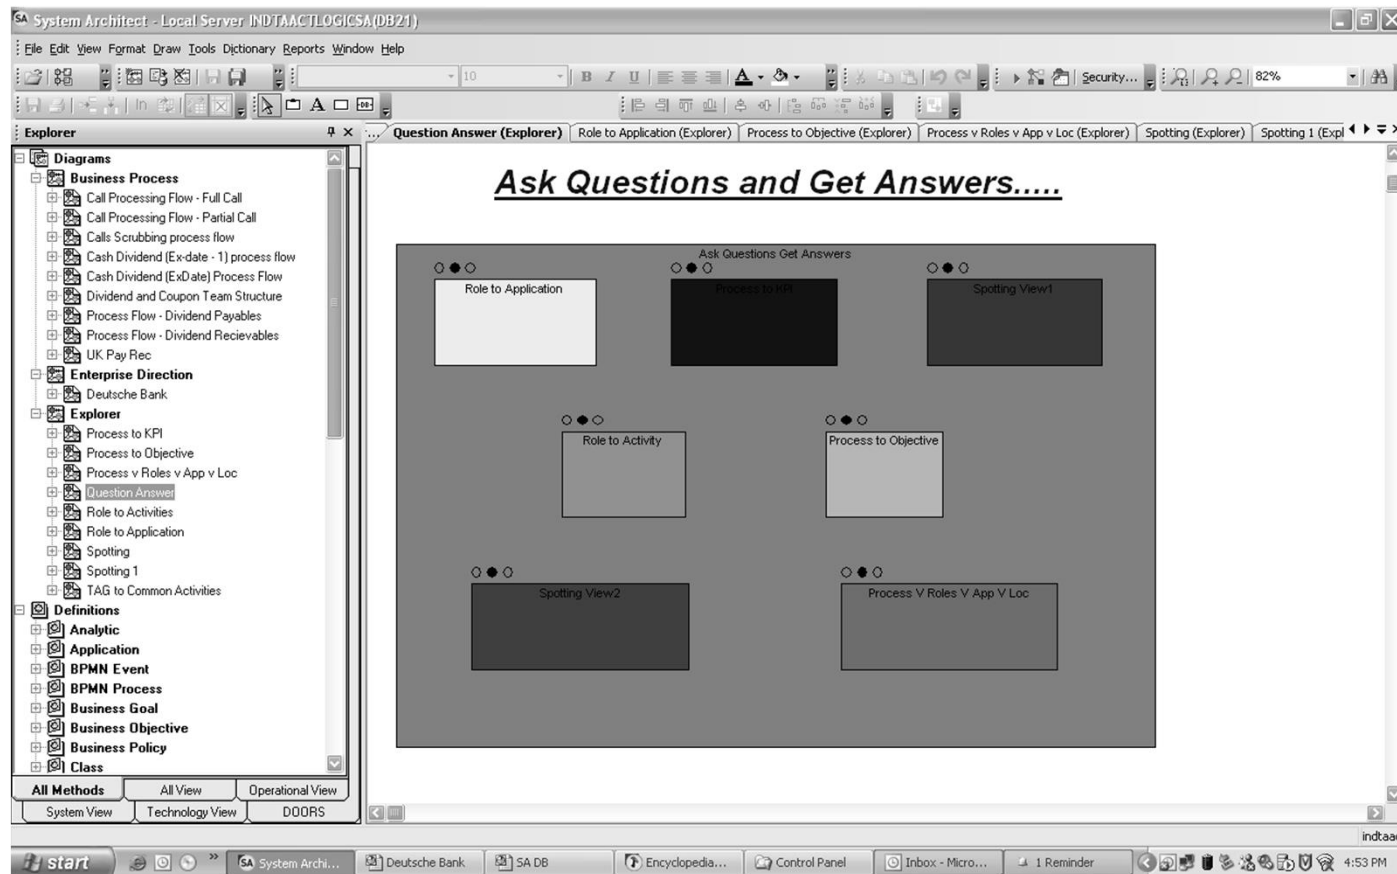 System Architect - Local Server INDTAACTLOGICSA(DB21)
File Edit View Format Draw Tools Dictionary Reports Window Help
10
B I U
A
Security...
82%
In
A
Explorer
Question Answer (Explorer)
Role to Application (Explorer)
Process to Objective (Explorer)
Process v Roles v App v Loc (Explorer)
Spotting (Explorer)
Spotting 1 (Expl
Diagrams
Business Process
Call Processing Flow - Full Call
Call Processing Flow - Partial Call
Calls Scrubbing process flow
Cash Dividend (Ex-date - 1) process flow
Cash Dividend (ExDate) Process Flow
Dividend and Coupon Team Structure
Process Flow - Dividend Payables
Process Flow - Dividend Recievables
UK Pay Rec
Enterprise Direction
Deutsche Bank
Explorer
Process to KPI
Process to Objective
Process v Roles v App v Loc
Question Answer
Role to Activities
Role to Application
Spotting
Spotting 1
TAG to Common Activities
Definitions
Analytic
Application
BPMN Event
BPMN Process
Business Goal
Business Objective
Business Policy
Class
All Methods
All View
Operational View
System View
Technology View
DOORS
Ask Questions and Get Answers.....
Ask Questions Get Answers
Role to Application
Process to KPI
Spotting View1
Role to Activity
Process to Objective
Spotting View2
Process V Roles V App V Loc
indtaa
start
System Archi...
Deutsche Bank
SA DB
Encyclopedia...
Control Panel
Inbox - Micro...
1 Reminder
4:53 PM